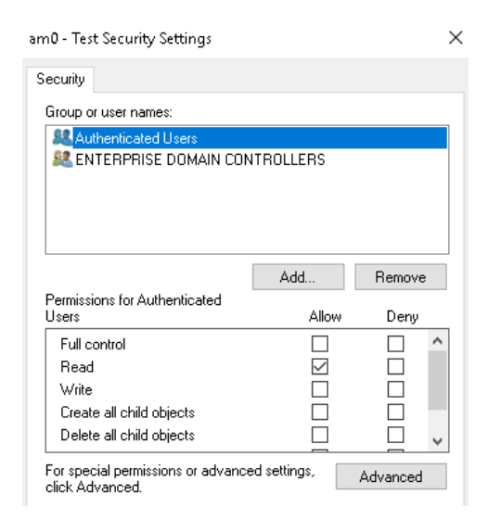 am0 - Test Security Settings
Security
Group or user names:
Authenticated Users
ENTERPRISE DOMAIN CONTROLLERS
Add... Remove
Permissions for Authenticated
Users Allow Deny
Full control
Read
Write
Create all child objects
Delete all child objects
For special permissions or advanced settings,
click Advanced.
Advanced